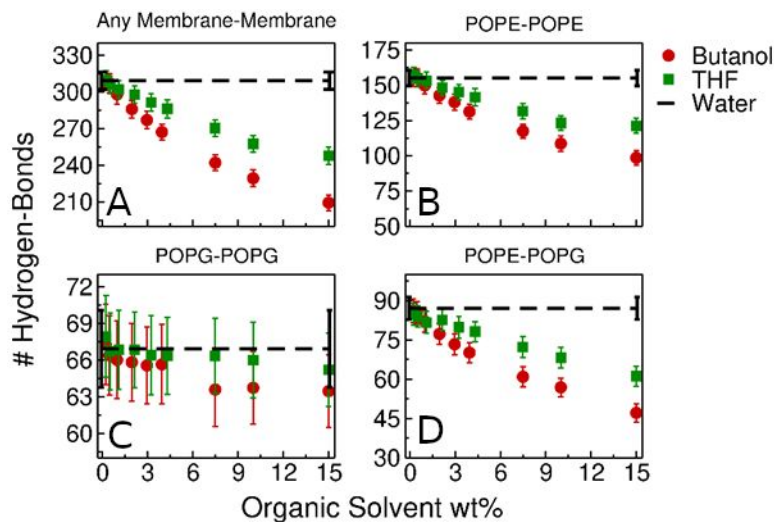 Any Membrane-Membrane
POPE-POPE
330
300
270
240
210
A
175
150
125
100
75
50
B
Butanol
THF
Water
# Hydrogen-Bonds
POPG-POPG
POPE-POPG
72
69
66
63
60
C
90
75
60
45
30
D
0 3 6 9 12 15
0 3 6 9 12 15
Organic Solvent wt%